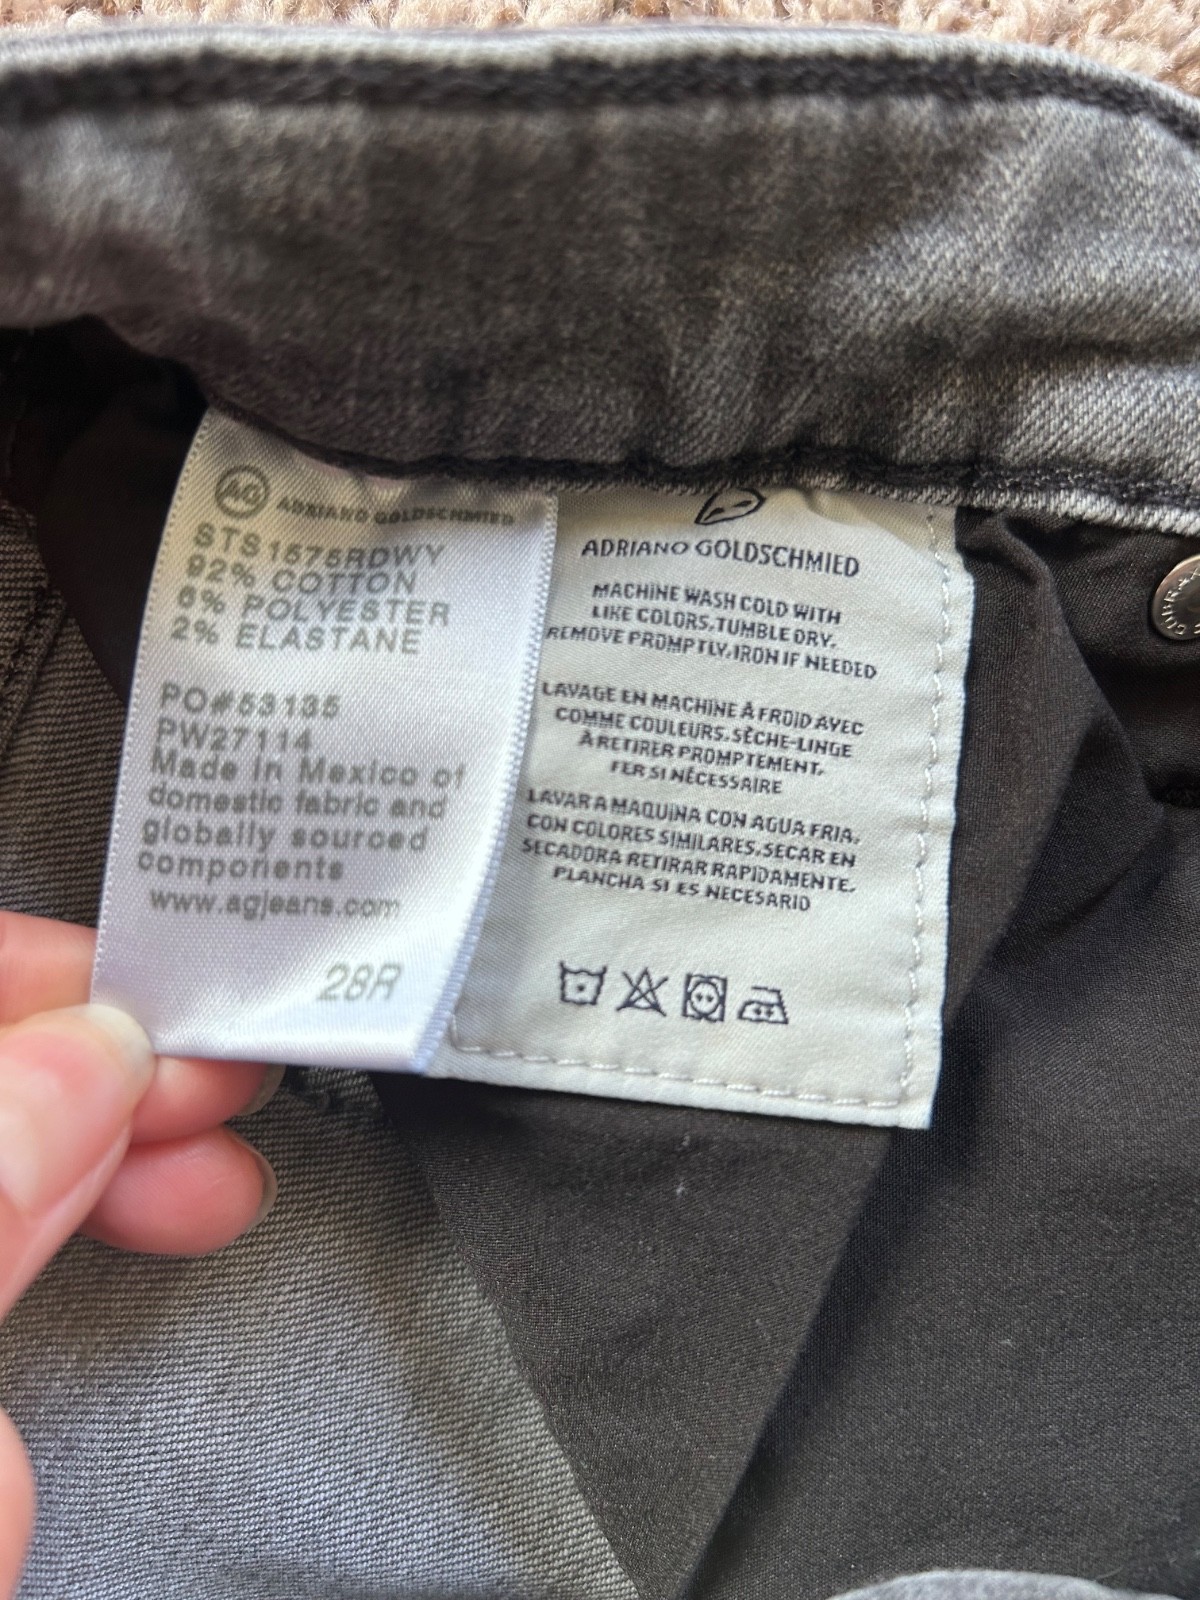 AG ADRIANO GOLDSCHMIED
STS1575RDWY
92% COTTON
6% POLYESTER
2% ELASTANE
PO#53135
PW27114
Made in Mexico of
domestic fabric and
globally sourced
components
www.agjeans.com
28R
ADRIANO GOLDSCHMIED
MACHINE WASH COLD WITH
LIKE COLORS. TUMBLE DRY.
REMOVE PROMPTLY, IRON IF NEEDED
LAVAGE EN MACHINE À FROID AVEC
COMME COULEURS. SÈCHE-LINGE
À RETIRER PROMPTEMENT.
FER SI NÉCESSAIRE
LAVAR A MAQUINA CON AGUA FRIA.
CON COLORES SIMILARES. SECAR EN
SECADORA RETIRAR RAPIDAMENTE.
PLANCHA SI ES NECESARIO